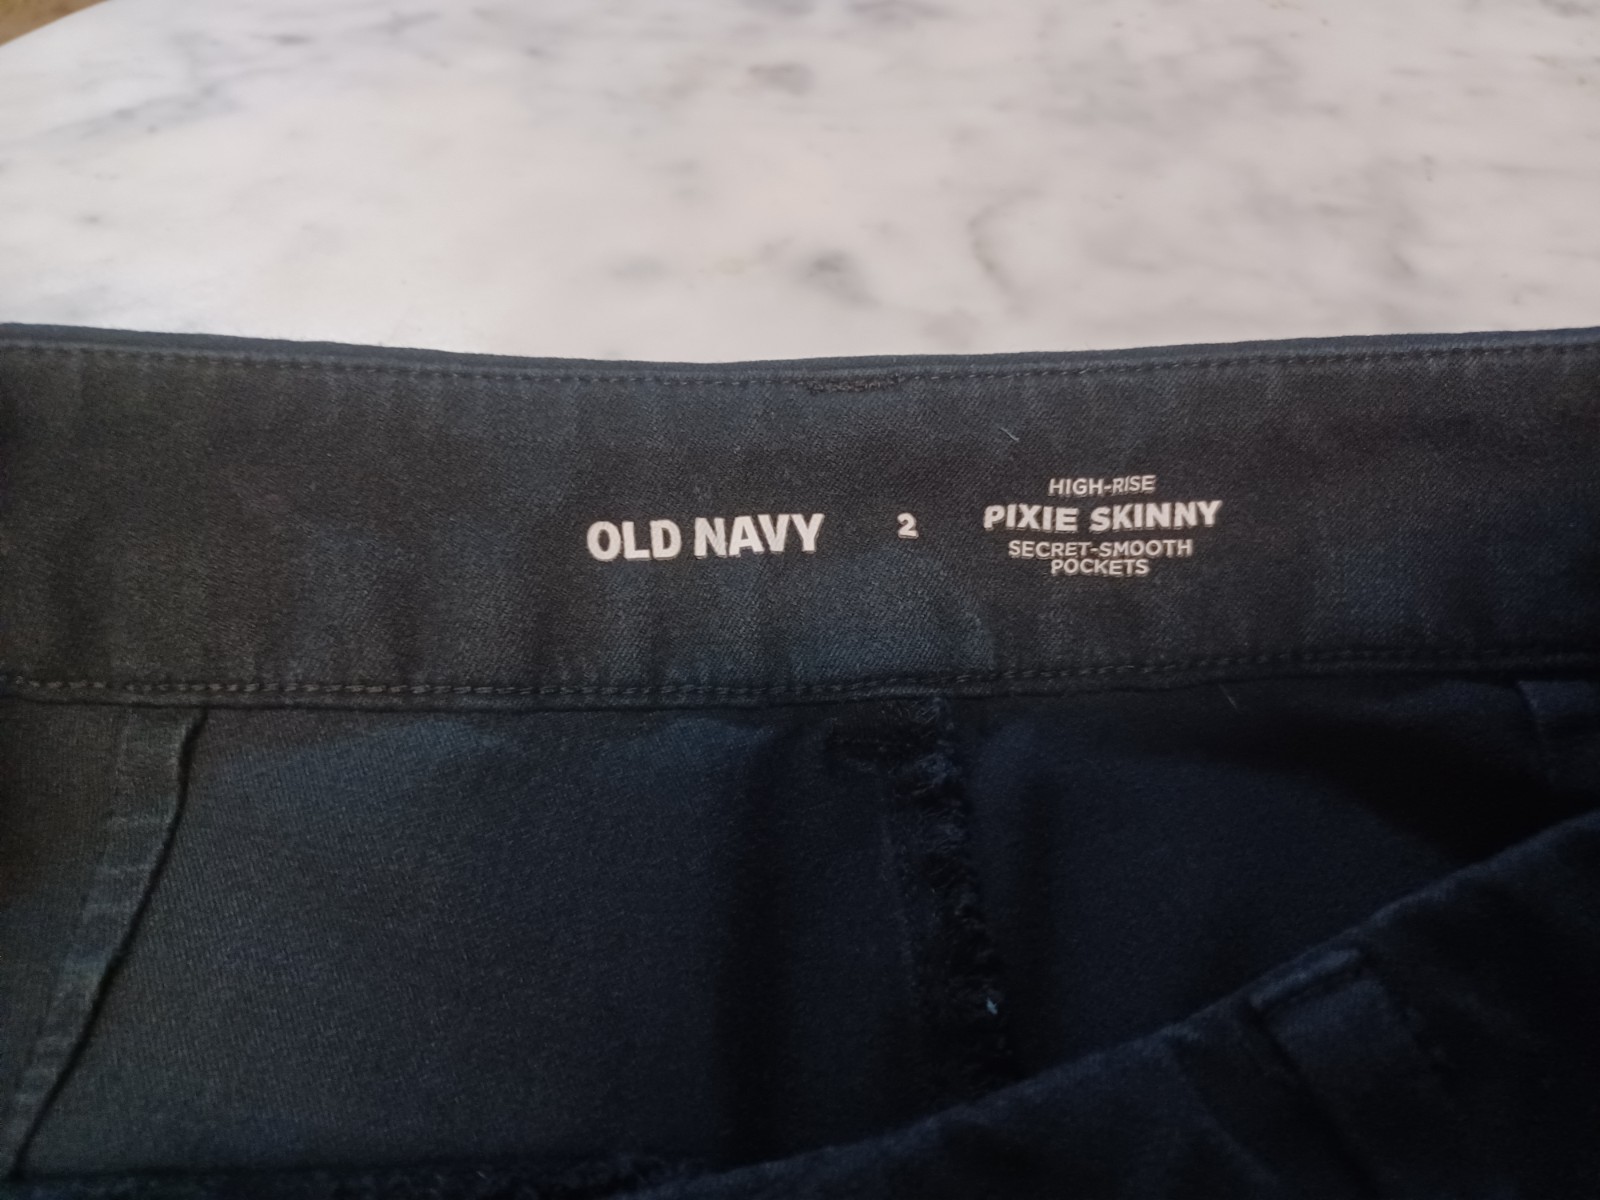 OLD NAVY
2
HIGH-RISE
PIXIE SKINNY
SECRET-SMOOTH
POCKETS